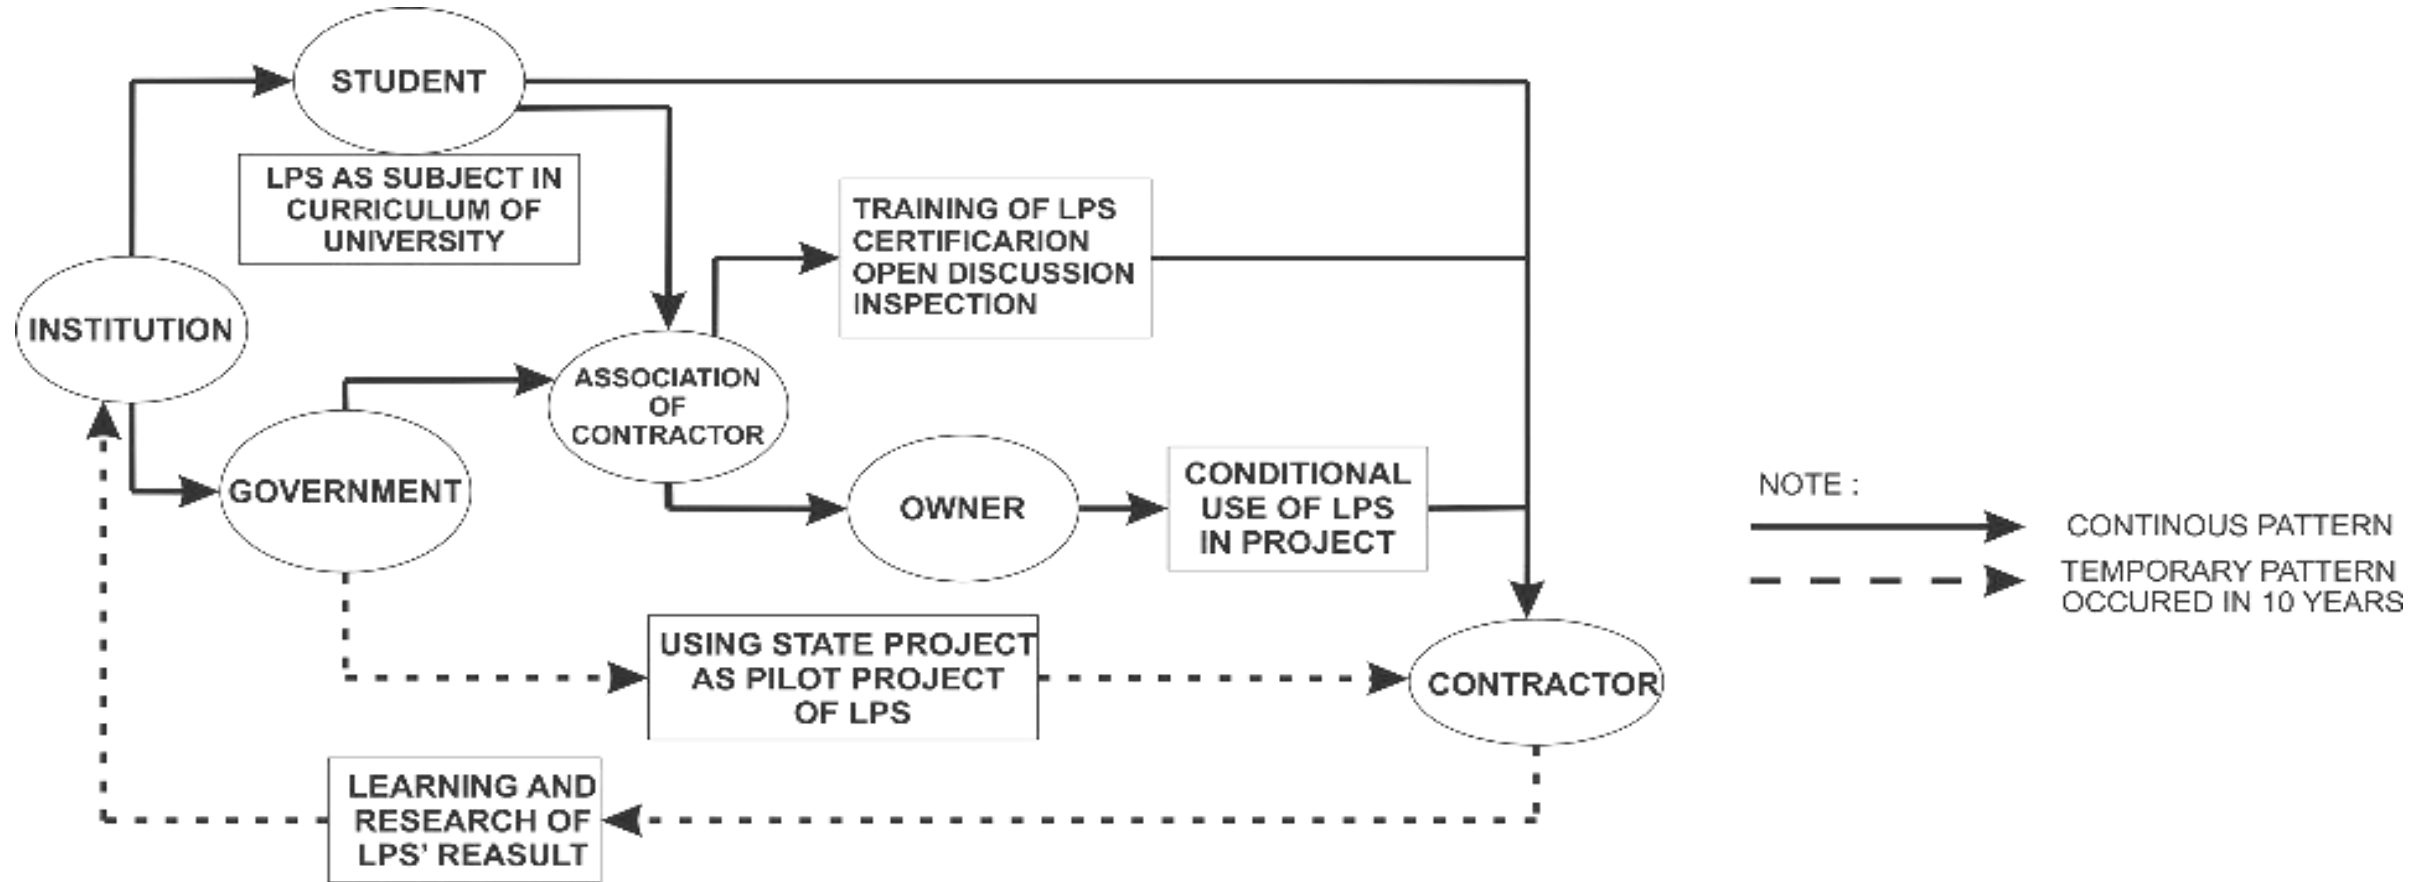 STUDENT
LPS AS SUBJECT IN
CURRICULUM OF
UNIVERSITY
TRAINING OF LPS
CERTIFICARION
OPEN DISCUSSION
INSPECTION
INSTITUTION
ASSOCIATION
OF
CONTRACTOR
GOVERNMENT
OWNER
CONDITIONAL
USE OF LPS
IN PROJECT
NOTE :
CONTINOUS PATTERN
TEMPORARY PATTERN
OCCURED IN 10 YEARS
USING STATE PROJECT
AS PILOT PROJECT
OF LPS
CONTRACTOR
LEARNING AND
RESEARCH OF
LPS’ REASULT